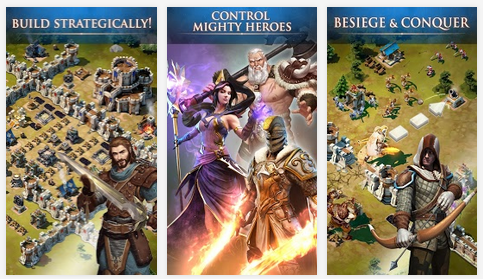 BUILD STRATEGICALLY!
CONTROL
MIGHTY HEROES
BESIEGE & CONQUER